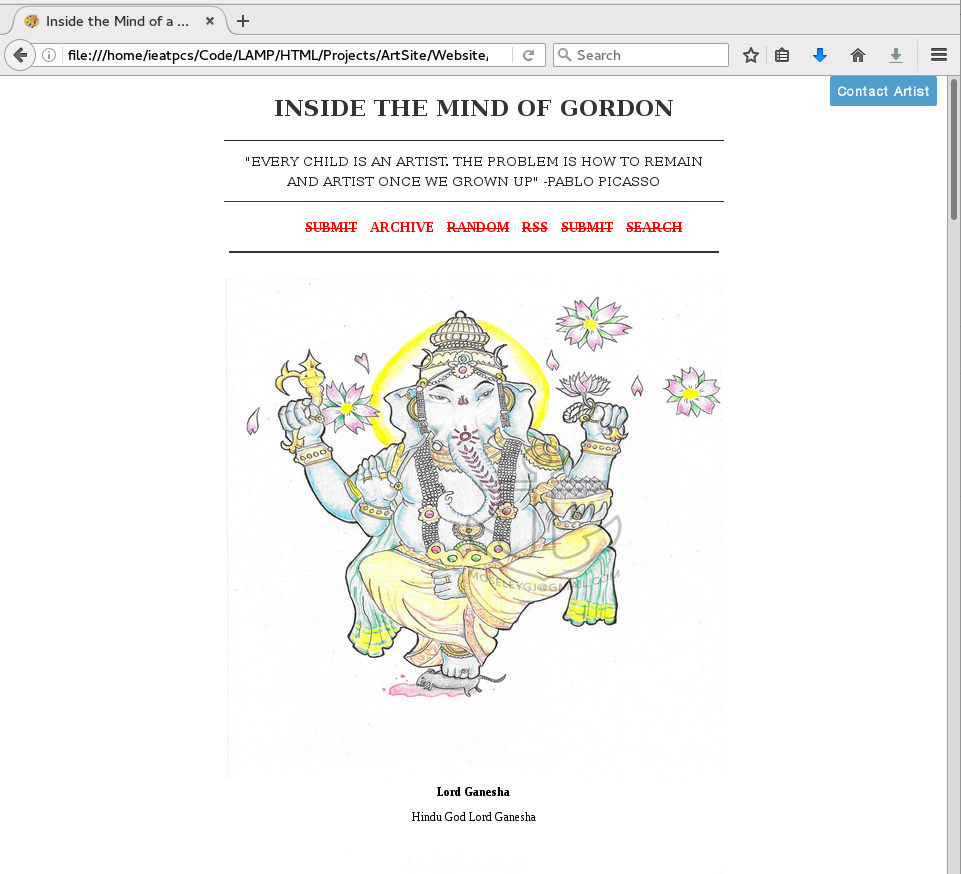 Inside the Mind of a ...
file:///home/ieatpcs/Code/LAMP/HTML/Projects/ArtSite/Website/
Search
Contact Artist
INSIDE THE MIND OF GORDON
"EVERY CHILD IS AN ARTIST. THE PROBLEM IS HOW TO REMAIN
AND ARTIST ONCE WE GROWN UP" -PABLO PICASSO
SUBMIT ARCHIVE RANDOM RSS SUBMIT SEARCH
MOSELEYGJ@GMAIL.COM
Lord Ganesha
Hindu God Lord Ganesha